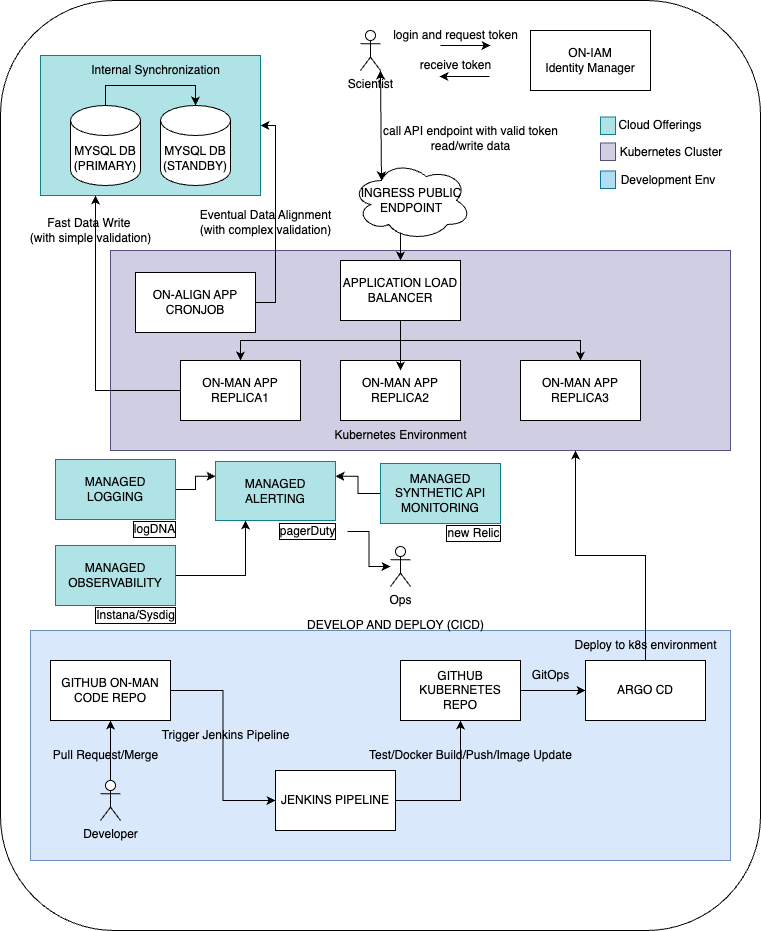 login and request token
receive token
Scientist
ON-IAM
Identity Manager
Internal Synchronization
MYSQL DB
(PRIMARY)
MYSQL DB
(STANDBY)
call API endpoint with valid token
read/write data
Cloud Offerings
Kubernetes Cluster
Development Env
INGRESS PUBLIC
ENDPOINT
Fast Data Write
(with simple validation)
Eventual Data Alignment
(with complex validation)
ON-ALIGN APP
CRONJOB
APPLICATION LOAD
BALANCER
ON-MAN APP
REPLICA1
ON-MAN APP
REPLICA2
ON-MAN APP
REPLICA3
Kubernetes Environment
MANAGED
LOGGING
logDNA
MANAGED
ALERTING
pagerDuty
MANAGED
SYNTHETIC API
MONITORING
new Relic
MANAGED
OBSERVABILITY
Instana/Sysdig
Ops
DEVELOP AND DEPLOY (CICD)
Deploy to k8s environment
GITHUB ON-MAN
CODE REPO
GITHUB
KUBERNETES
REPO
GitOps
ARGO CD
Trigger Jenkins Pipeline
Pull Request/Merge
Test/Docker Build/Push/Image Update
JENKINS PIPELINE
Developer